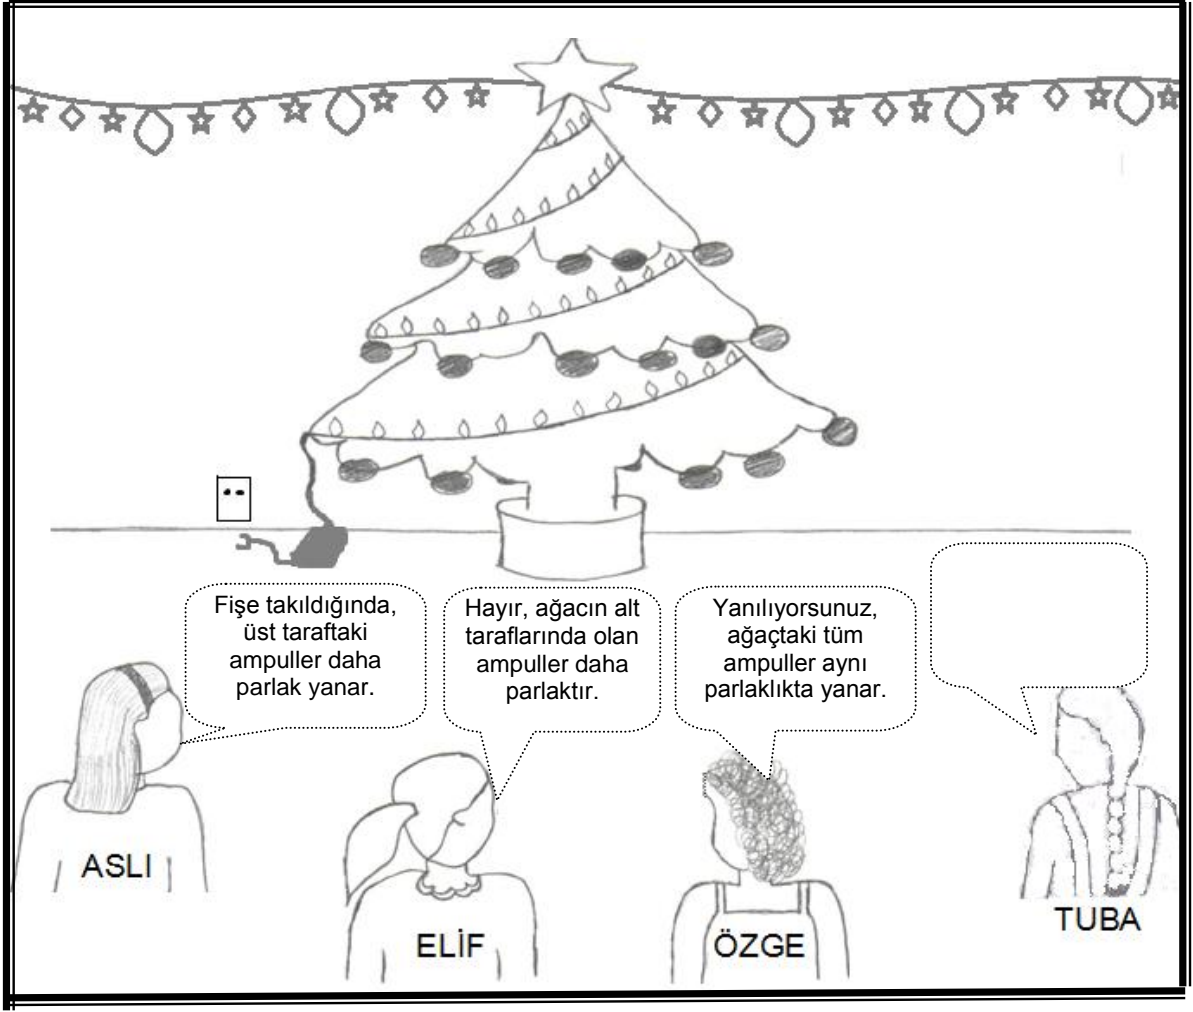 Fişe takıldığında,
üst taraftaki
ampuller daha
parlak yanar.
Hayır, ağacın alt
taraflarında olan
ampuller daha
parlaktır.
Yanılıyorsunuz,
ağaçtaki tüm
ampuller aynı
parlaklıkta yanar.
ASLI
ELİF
ÖZGE
TUBA